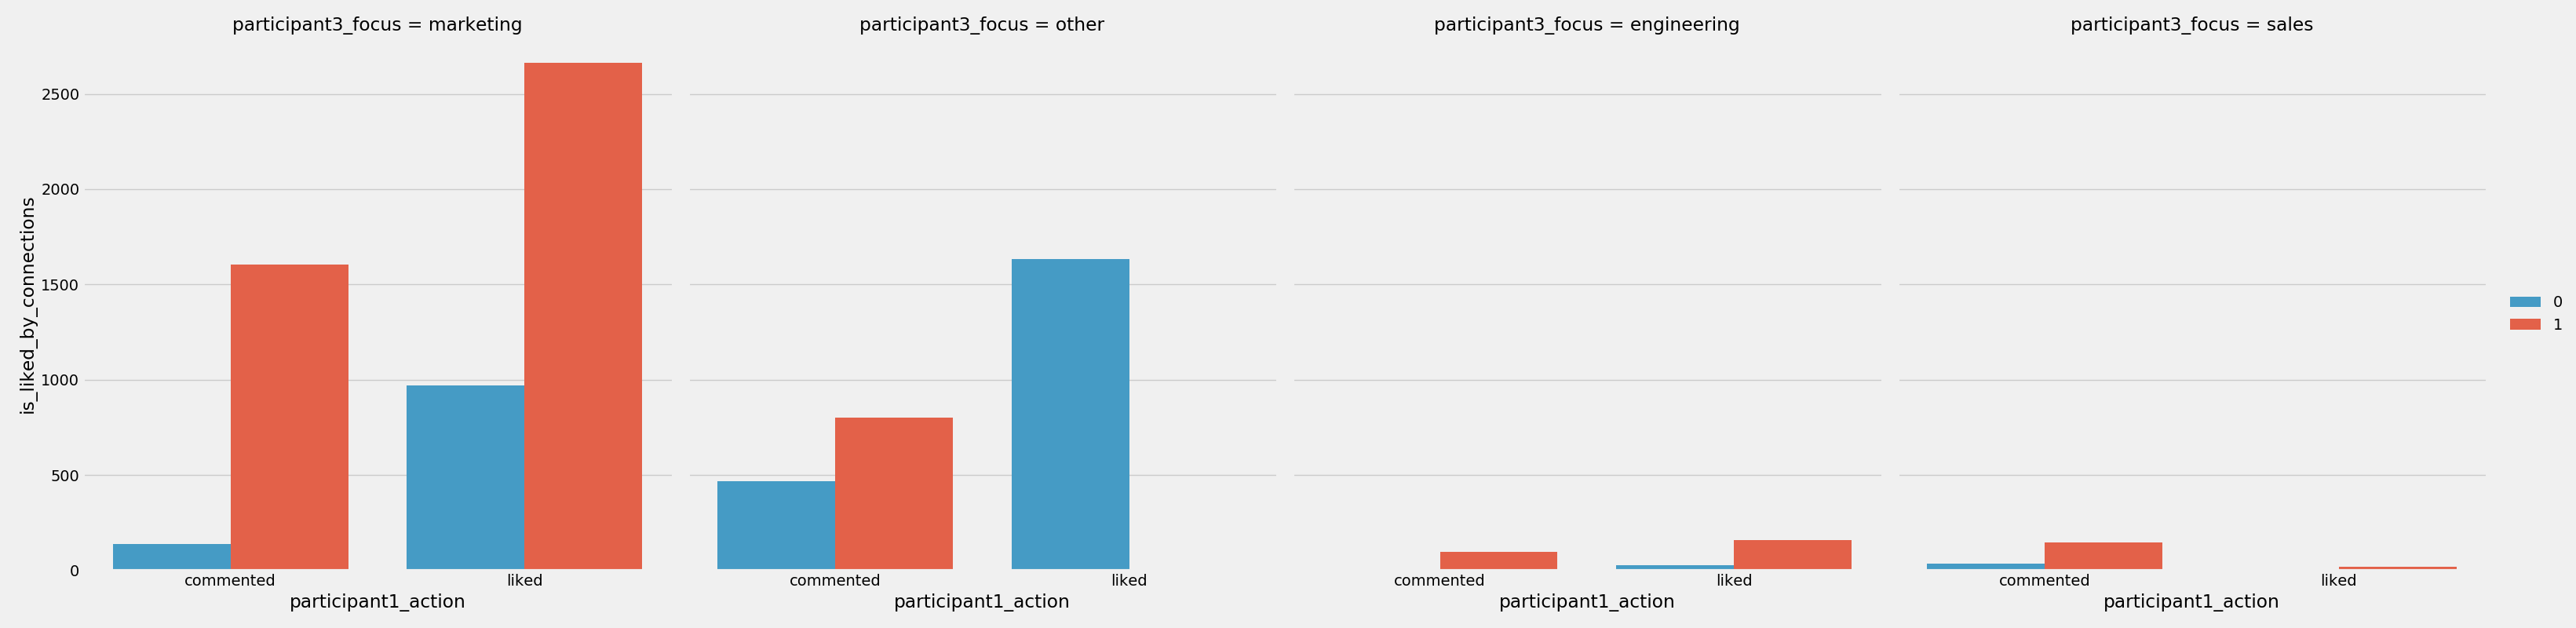 participant3_focus = marketing
participant3_focus = other
participant3_focus = engineering
participant3_focus = sales
is_liked_by_connections
2500
2000
1500
1000
500
0
commented liked
commented liked
commented liked
commented liked
participant1_action
participant1_action
participant1_action
participant1_action
0
1